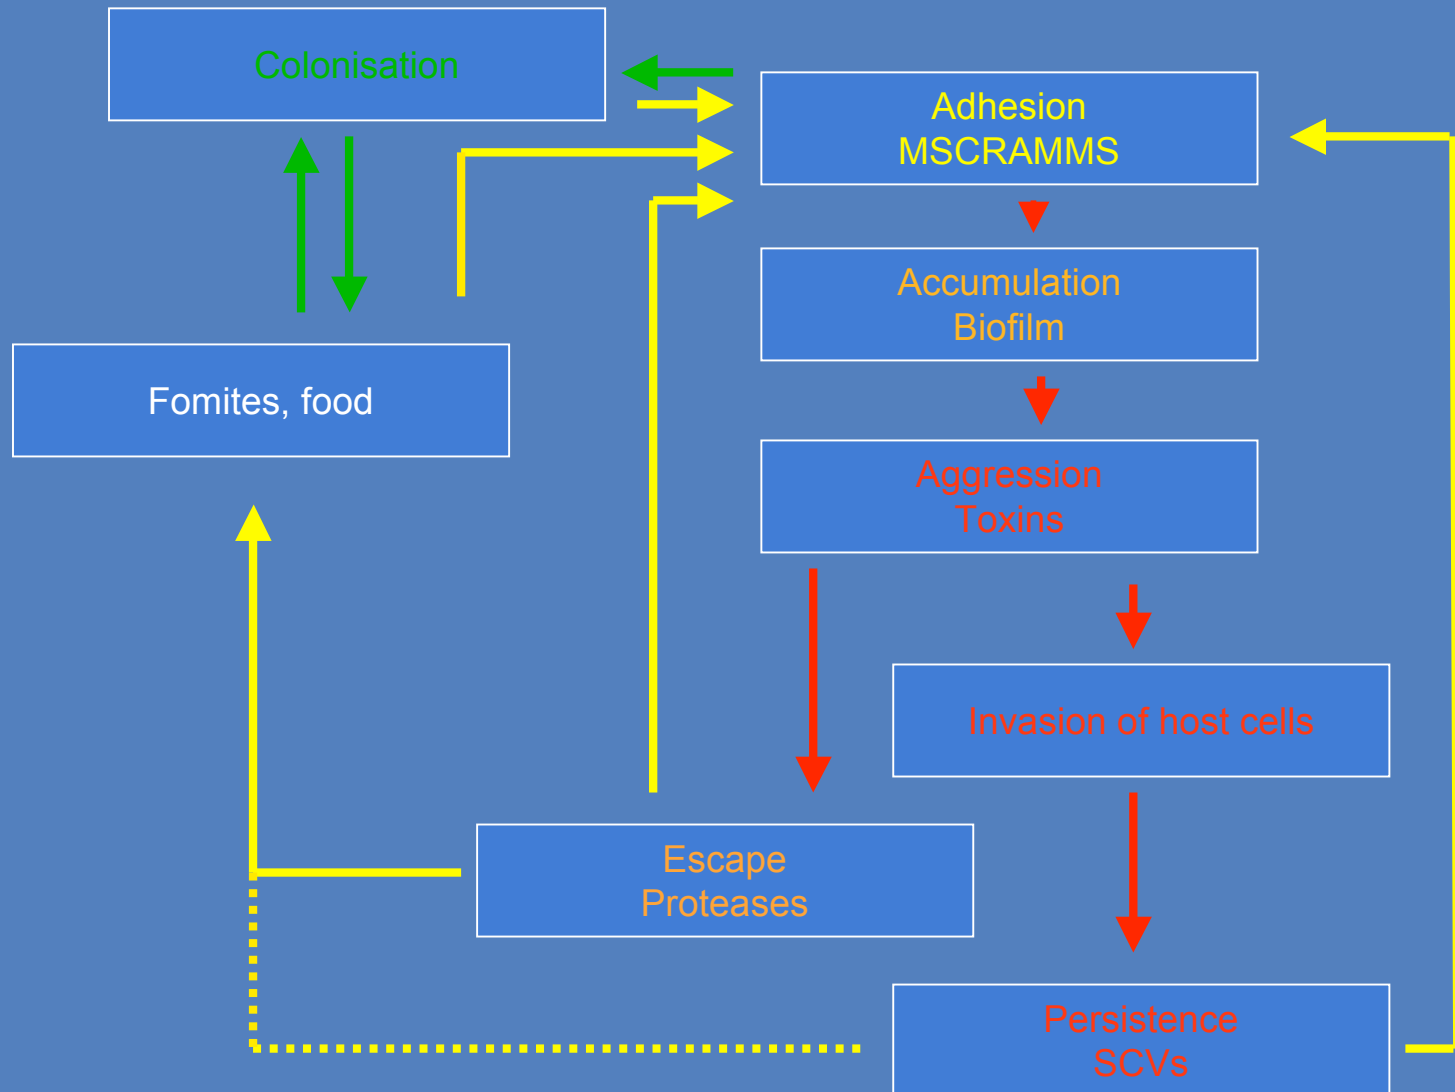 Colonisation
Adhesion
MSCRAMMS
Accumulation
Biofilm
Fomites, food
Aggression
Toxins
Invasion of host cells
Escape
Proteases
Persistence
SCVs